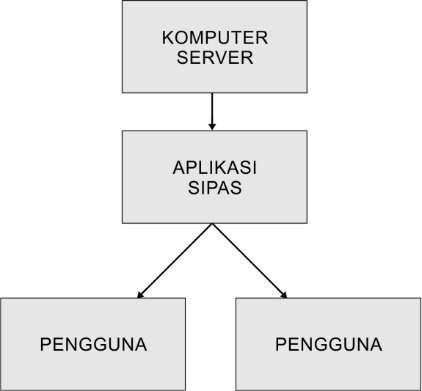 KOMPUTER
SERVER
APLIKASI
SIPAS
PENGGUNA
PENGGUNA